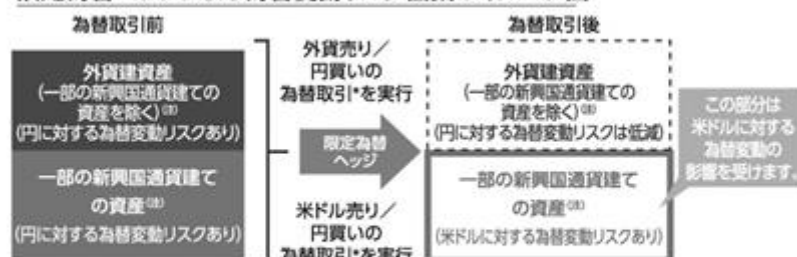 為替取引前
為替取引後
外貨建資産
(一部の新興国通貨建ての
資産を除く)(注)
(円に対する為替変動リスクあり)
一部の新興国通貨建て
の資産(注)
(円に対する為替変動リスクあり)
外貨売り/
円買いの
為替取引*を実行
限定為替
ヘッジ
米ドル売り/
円買いの
為替取引*を実行
外貨建資産
(一部の新興国通貨建ての
資産を除く)(注)
(円に対する為替変動リスクは低減)
一部の新興国通貨建て
の資産(注)
(米ドルに対する為替変動リスクあり)
この部分は
米ドルに対する
為替変動の
影響を受けます。